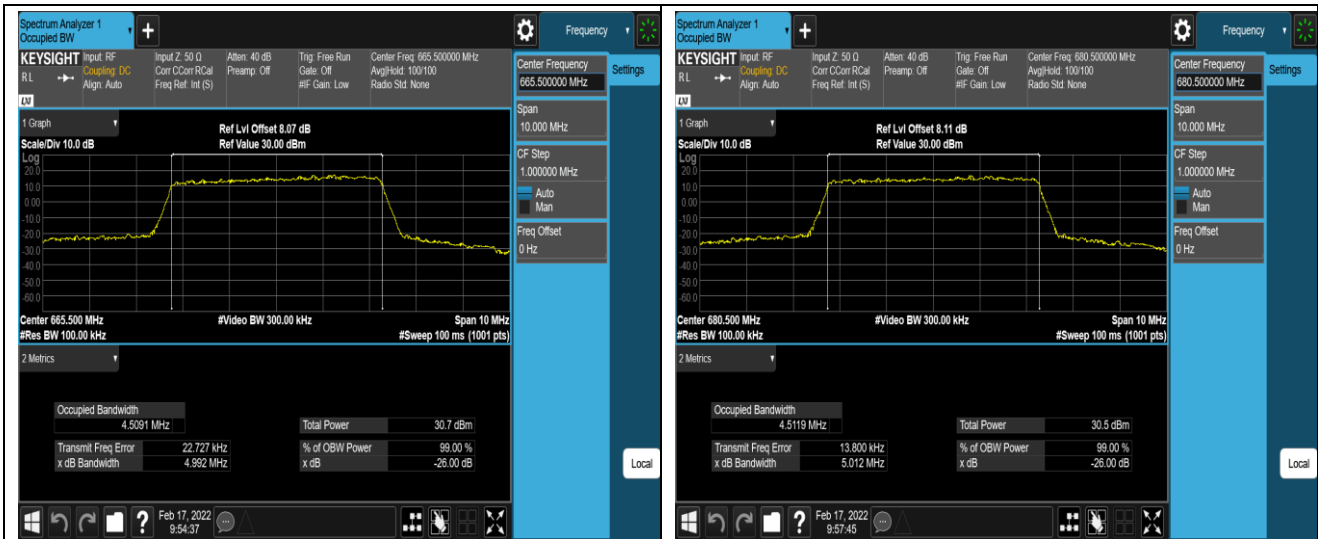 Spectrum Analyzer 1
Occupied BW
+
Frequency
KEYSIGHT
Input: RF
Coupling: DC
Align: Auto
Input Z: 50 Ω
Corr CCorr RCal
Freq Ref: Int (S)
Atten: 40 dB
Preamp: Off
Trig: Free Run
Gate: Off
#IF Gain: Low
Center Freq: 665.500000 MHz
Avg|Hold: 100/100
Radio Std: None
R L
LXI
Center Frequency
665.500000 MHz
Settings
Span
10.000 MHz
CF Step
1.000000 MHz
Auto
Man
Freq Offset
0 Hz
Local
1 Graph
Ref Lvl Offset 8.07 dB
Scale/Div 10.0 dB
Ref Value 30.00 dBm
Log
20.0
10.0
0.00
-10.0
-20.0
-30.0
-40.0
-50.0
-60.0
Center 665.500 MHz
#Video BW 300.00 kHz
Span 10 MHz
#Res BW 100.00 kHz
#Sweep 100 ms (1001 pts)
2 Metrics
Occupied Bandwidth
4.5091 MHz
Total Power 30.7 dBm
Transmit Freq Error 22.727 kHz
% of OBW Power 99.00 %
x dB Bandwidth 4.992 MHz
x dB -26.00 dB
?
Feb 17, 2022
9:54:37
Spectrum Analyzer 1
Occupied BW
+
Frequency
KEYSIGHT
Input: RF
Coupling: DC
Align: Auto
Input Z: 50 Ω
Corr CCorr RCal
Freq Ref: Int (S)
Atten: 40 dB
Preamp: Off
Trig: Free Run
Gate: Off
#IF Gain: Low
Center Freq: 680.500000 MHz
Avg|Hold: 100/100
Radio Std: None
R L
LXI
Center Frequency
680.500000 MHz
Settings
Span
10.000 MHz
CF Step
1.000000 MHz
Auto
Man
Freq Offset
0 Hz
Local
1 Graph
Ref Lvl Offset 8.11 dB
Scale/Div 10.0 dB
Ref Value 30.00 dBm
Log
20.0
10.0
0.00
-10.0
-20.0
-30.0
-40.0
-50.0
-60.0
Center 680.500 MHz
#Video BW 300.00 kHz
Span 10 MHz
#Res BW 100.00 kHz
#Sweep 100 ms (1001 pts)
2 Metrics
Occupied Bandwidth
4.5119 MHz
Total Power 30.5 dBm
Transmit Freq Error 13.800 kHz
% of OBW Power 99.00 %
x dB Bandwidth 5.012 MHz
x dB -26.00 dB
?
Feb 17, 2022
9:57:45